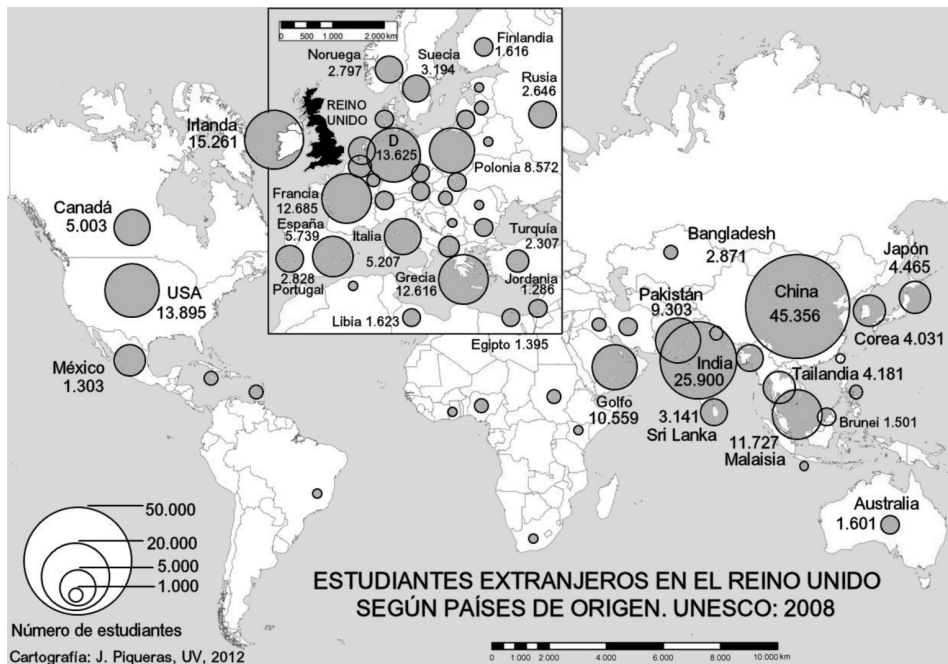 0 500 1.000 2.000 km
Noruega
2.797
Suecia
3.194
Finlandia
1.616
Rusia
2.646
REINO
UNIDO
Irlanda
15.261
D
13.625
Polonia 8.572
Francia
12.685
España
5.739
Italia
5.207
2.828
Portugal
Grecia
12.616
Turquía
2.307
Jordania
1.286
Libia 1.623
Egipto 1.395
Canadá
5.003
USA
13.895
México
1.303
Bangladesh
2.871
Japón
4.465
Pakistán
9.303
China
45.356
Corea 4.031
India
25.900
Tailandia 4.181
Golfo
10.559
3.141
Sri Lanka
Brunei 1.501
11.727
Malaisia
Australia
1.601
50.000
20.000
5.000
1.000
Número de estudiantes
Cartografía: J. Piqueras, UV, 2012
ESTUDIANTES EXTRANJEROS EN EL REINO UNIDO
SEGÚN PAÍSES DE ORIGEN. UNESCO: 2008
0 1.000 2.000 4.000 6.000 8.000 10.000 km